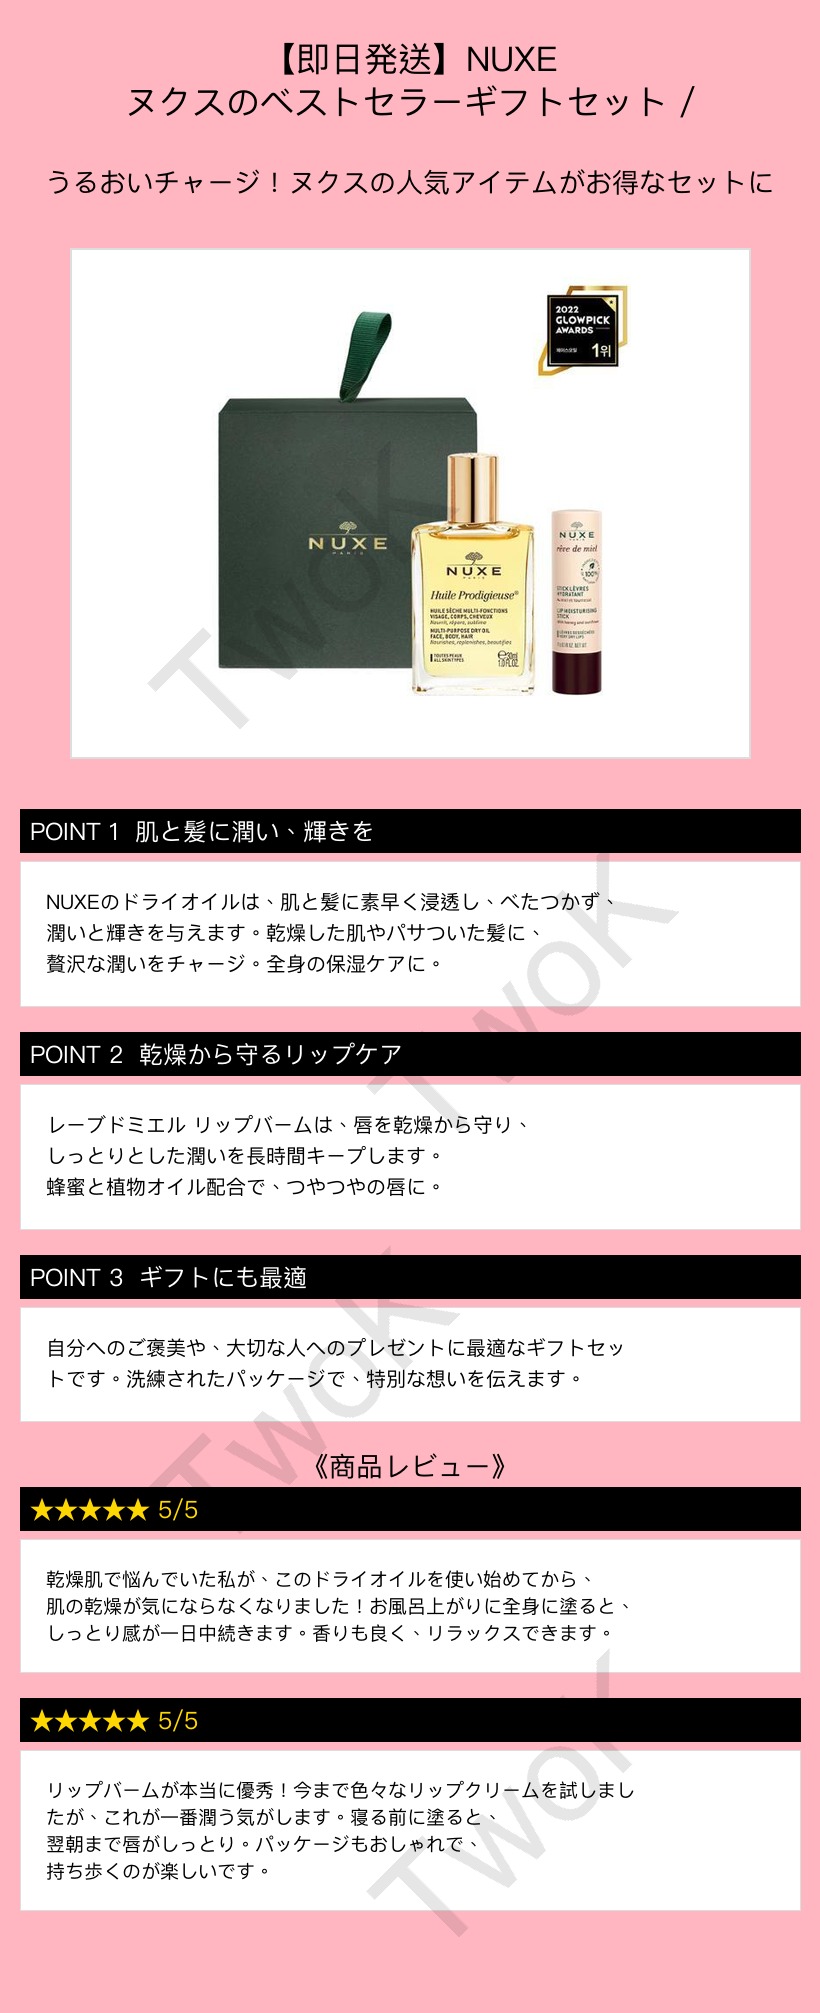 【即日発送】NUXE
ヌクスのベストセラーギフトセット /
うるおいチャージ！ヌクスの人気アイテムがお得なセットに
2022
GLOWPICK
AWARDS
페이스오일
1위
NUXE
PARIS
NUXE
PARIS
Huile Prodigieuse®
HUILE SÈCHE MULTI-FONCTIONS
VISAGE, CORPS, CHEVEUX
Nourrit, répare, sublime
MULTI-PURPOSE DRY OIL
FACE, BODY, HAIR
Nourishes, replenishes, beautifies
TOUTES PEAUX
ALL SKIN TYPES
30ml
1.0 FL.OZ.
NUXE
PARIS
rêve de miel
100%
STICK LÈVRES
HYDRATANT
LIP MOISTURISING
STICK
TwoK
POINT 1 肌と髪に潤い、輝きを
NUXEのドライオイルは、肌と髪に素早く浸透し、べたつかず、
潤いと輝きを与えます。乾燥した肌やパサついた髪に、
贅沢な潤いをチャージ。全身の保湿ケアに。
TwoK
POINT 2 乾燥から守るリップケア
レーブドミエル リップバームは、唇を乾燥から守り、
しっとりとした潤いを長時間キープします。
蜂蜜と植物オイル配合で、つやつやの唇に。
POINT 3 ギフトにも最適
自分へのご褒美や、大切な人へのプレゼントに最適なギフトセッ
トです。洗練されたパッケージで、特別な想いを伝えます。
TwoK
《商品レビュー》
★★★★★ 5/5
乾燥肌で悩んでいた私が、このドライオイルを使い始めてから、
肌の乾燥が気にならなくなりました！お風呂上がりに全身に塗ると、
しっとり感が一日中続きます。香りも良く、リラックスできます。
★★★★★ 5/5
リップバームが本当に優秀！今まで色々なリップクリームを試しまし
たが、これが一番潤う気がします。寝る前に塗ると、
翌朝まで唇がしっとり。パッケージもおしゃれで、
持ち歩くのが楽しいです。
TwoK